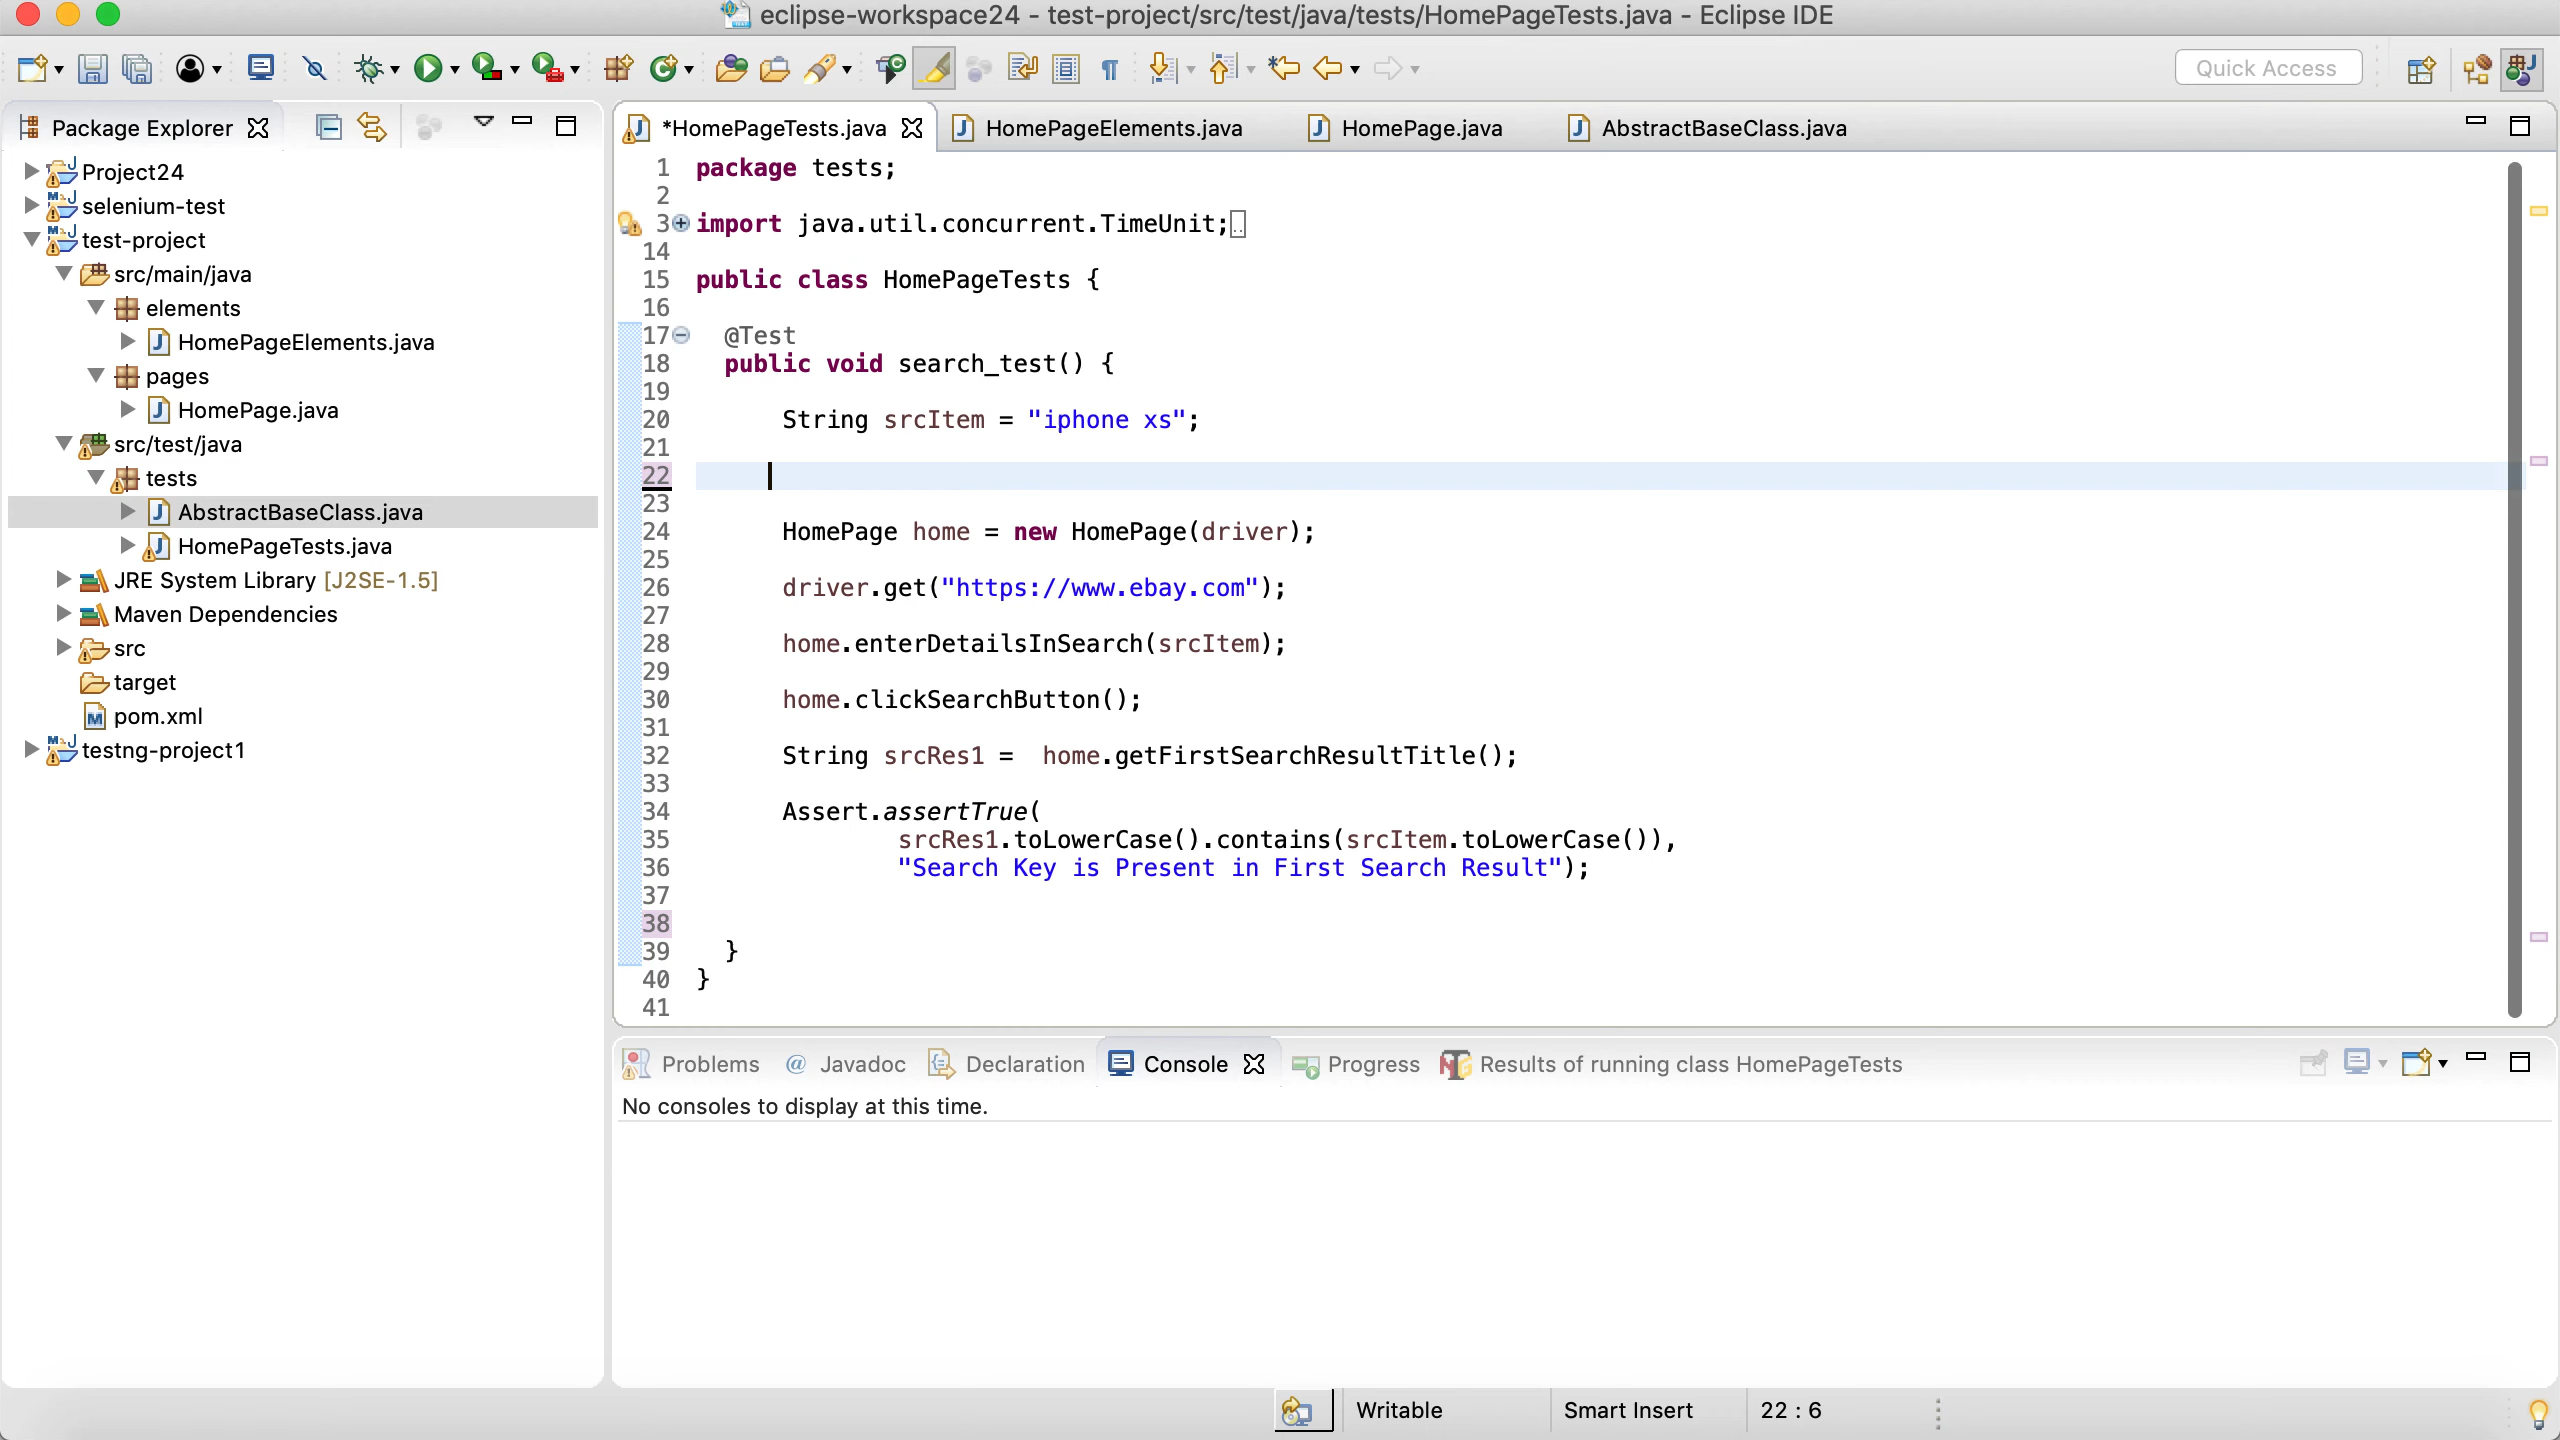 eclipse-workspace24 - test-project/src/test/java/tests/HomePageTests.java - Eclipse IDE
Quick Access
Package Explorer
Project24
selenium-test
test-project
src/main/java
elements
HomePageElements.java
pages
HomePage.java
src/test/java
tests
AbstractBaseClass.java
HomePageTests.java
JRE System Library [J2SE-1.5]
Maven Dependencies
src
target
pom.xml
testng-project1
*HomePageTests.java HomePageElements.java HomePage.java AbstractBaseClass.java
1 package tests;
2
3 import java.util.concurrent.TimeUnit;
14
15 public class HomePageTests {
16
17 @Test
18 public void search_test() {
19
20 String srcItem = "iphone xs";
21
22
23
24 HomePage home = new HomePage(driver);
25
26 driver.get("https://www.ebay.com");
27
28 home.enterDetailsInSearch(srcItem);
29
30 home.clickSearchButton();
31
32 String srcRes1 =  home.getFirstSearchResultTitle();
33
34 Assert.assertTrue(
35 srcRes1.toLowerCase().contains(srcItem.toLowerCase()),
36 "Search Key is Present in First Search Result");
37
38
39 }
40 }
41
Problems @ Javadoc Declaration Console Progress Results of running class HomePageTests
No consoles to display at this time.
Writable Smart Insert 22 : 6